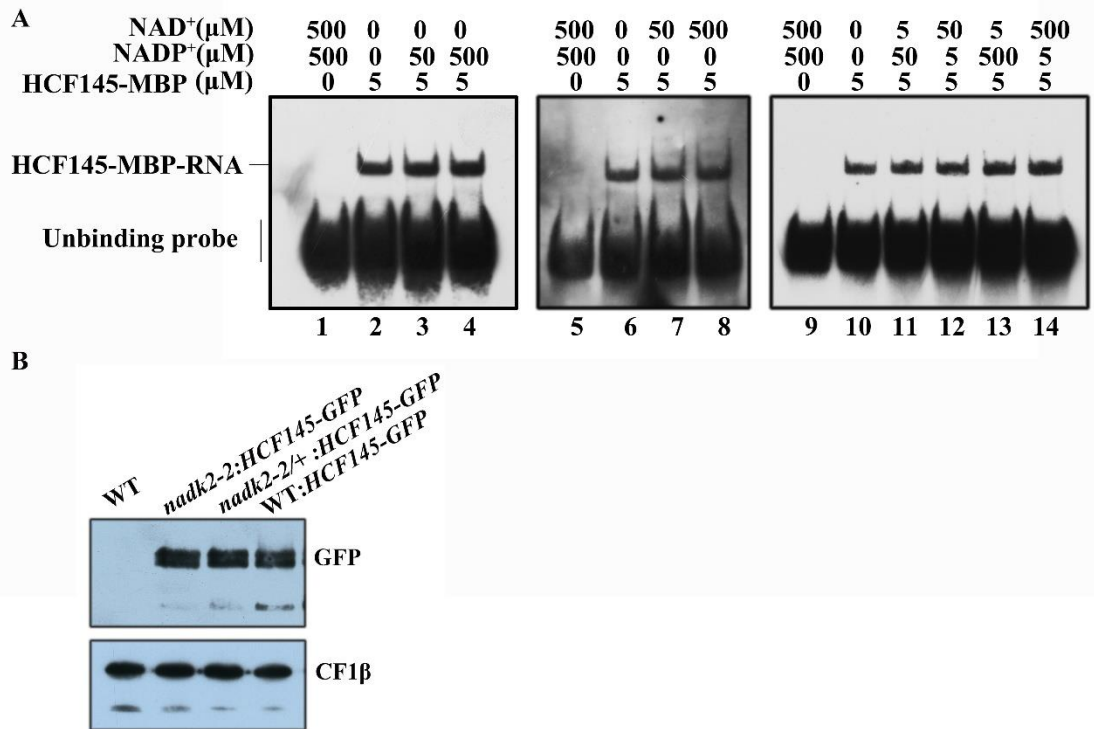 A
NAD⁺(μM) 500 0 0 0 500 0 50 500 500 0 5 50 5 500
NADP⁺(μM) 500 0 50 500 500 0 0 0 500 0 50 5 500 5
HCF145-MBP (μM) 0 5 5 5 0 5 5 5 0 5 5 5 5 5
HCF145-MBP-RNA
Unbinding probe
1 2 3 4 5 6 7 8 9 10 11 12 13 14
B
WT nadk2-2:HCF145-GFP nadk2-2/+ :HCF145-GFP WT:HCF145-GFP
GFP
CF1β